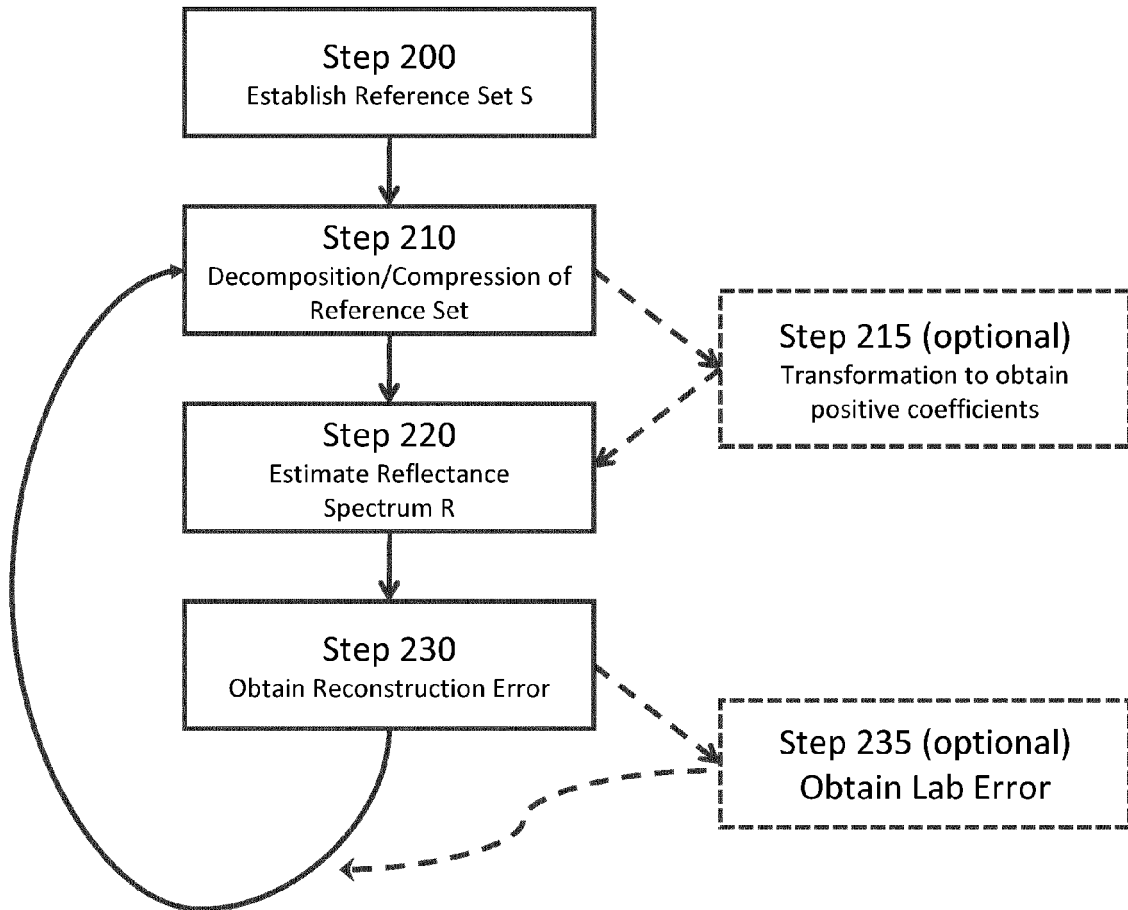 Step 200
Establish Reference Set S
Step 210
Decomposition/Compression of
Reference Set
Step 215 (optional)
Transformation to obtain
positive coefficients
Step 220
Estimate Reflectance
Spectrum R
Step 230
Obtain Reconstruction Error
Step 235 (optional)
Obtain Lab Error